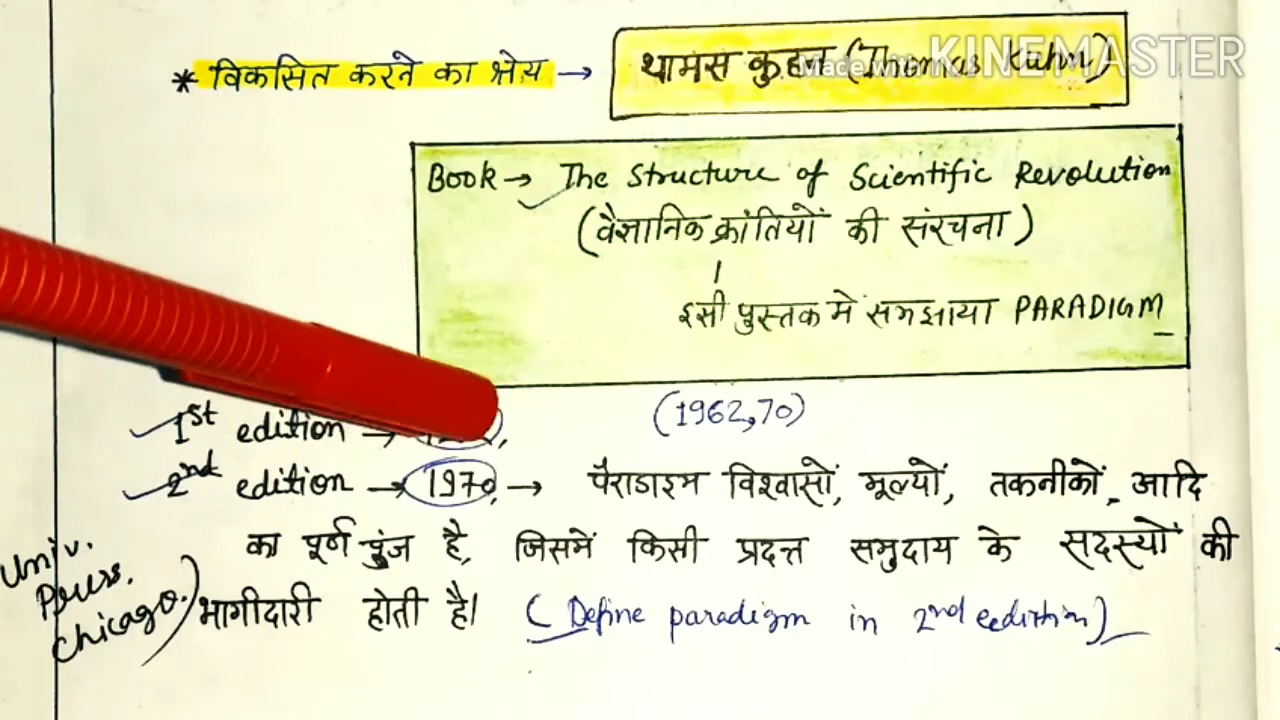 * विकसित करने का श्रेय → थामस कुहन (Thomas Kuhn)
Made with KINEMASTER
Book → The Structure of Scientific Revolution
(वैज्ञानिक क्रांतियों की संरचना)
इसी पुस्तक मे समझाया PARADIGM
(1962,70)
1st edition →
2nd edition → 1970, → पैराडाइम विश्वासों, मूल्यों, तकनीकों, आदि
का पूर्ण पुंज है, जिसमें किसी प्रदत्त समुदाय के सदस्यों की
भागीदारी होती है। (Define paradigm in 2nd eedition)
Univ.
Press.
Chicago.)